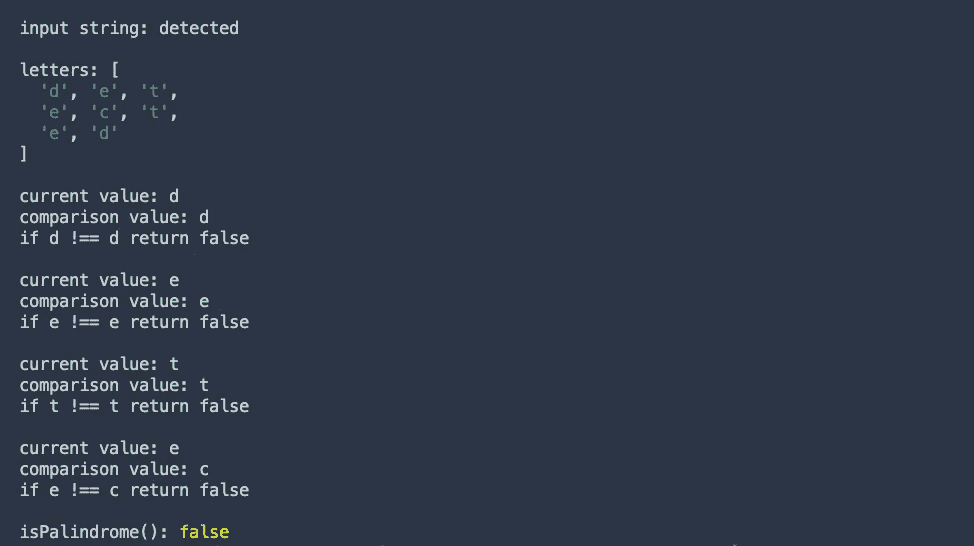 input string: detected
letters: [
'd', 'e', 't',
'e', 'c', 't',
'e', 'd'
]
current value: d
comparison value: d
if d !== d return false
current value: e
comparison value: e
if e !== e return false
current value: t
comparison value: t
if t !== t return false
current value: e
comparison value: c
if e !== c return false
isPalindrome(): false